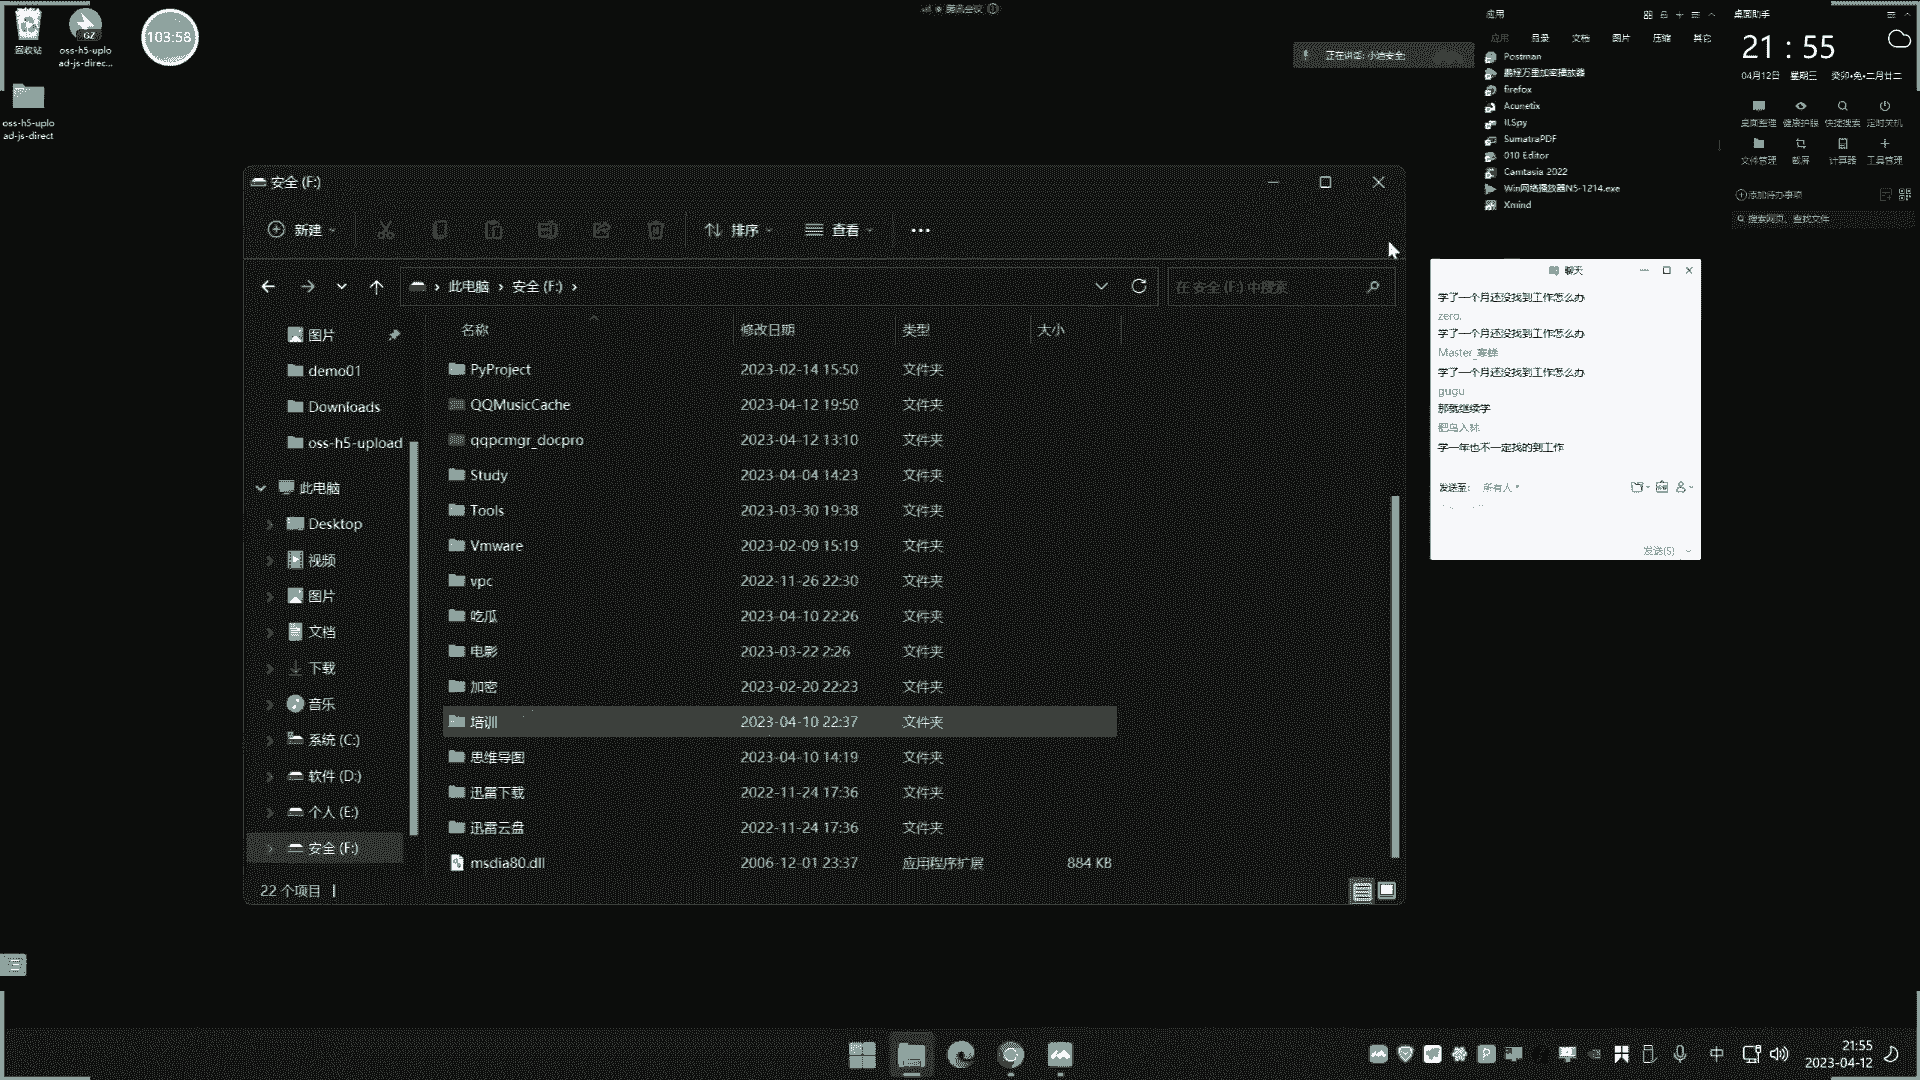 回收站
oss-h5-uplo
ad-js-direc...
GZ
103:58
oss-h5-uplo
ad-js-direct
腾讯会议
正在讲话: 小迪安全;
应用
应用 目录 文档 图片 压缩 其它
Postman
鹏程万里加密播放器
firefox
Acunetix
ILSpy
SumatraPDF
010 Editor
Camtasia 2022
Win网络播放器N5-1214.exe
Xmind
桌面助手
21 : 55
04月12日 星期三 癸卯•兔•二月廿二
桌面整理 健康护眼 快捷搜索 定时关机
文件管理 截屏 计算器 工具管理
添加待办事项
搜索网页、查找文件
安全 (F:)
新建 排序 查看 •••
此电脑 › 安全 (F:) ›
在 安全 (F:) 中搜索
名称 修改日期 类型 大小
图片
demo01
Downloads
oss-h5-upload
此电脑
Desktop
视频
图片
文档
下载
音乐
系统 (C:)
软件 (D:)
个人 (E:)
安全 (F:)
PyProject 2023-02-14 15:50 文件夹
QQMusicCache 2023-04-12 19:50 文件夹
qqpcmgr_docpro 2023-04-12 13:10 文件夹
Study 2023-04-04 14:23 文件夹
Tools 2023-03-30 19:38 文件夹
Vmware 2023-02-09 15:19 文件夹
vpc 2022-11-26 22:30 文件夹
吃瓜 2023-04-10 22:26 文件夹
电影 2023-03-22 2:26 文件夹
加密 2023-02-20 22:23 文件夹
培训 2023-04-10 22:37 文件夹
思维导图 2023-04-10 14:19 文件夹
迅雷下载 2022-11-24 17:36 文件夹
迅雷云盘 2022-11-24 17:36 文件夹
msdia80.dll 2006-12-01 23:37 应用程序扩展 884 KB
22 个项目
聊天
学了一个月还没找到工作怎么办
zero.
学了一个月还没找到工作怎么办
Master_寒蝉
学了一个月还没找到工作怎么办
gugu
那就继续学
学一年也不一定找的到工作
发送至: 所有人
发送(S)
中
21:55
2023-04-12